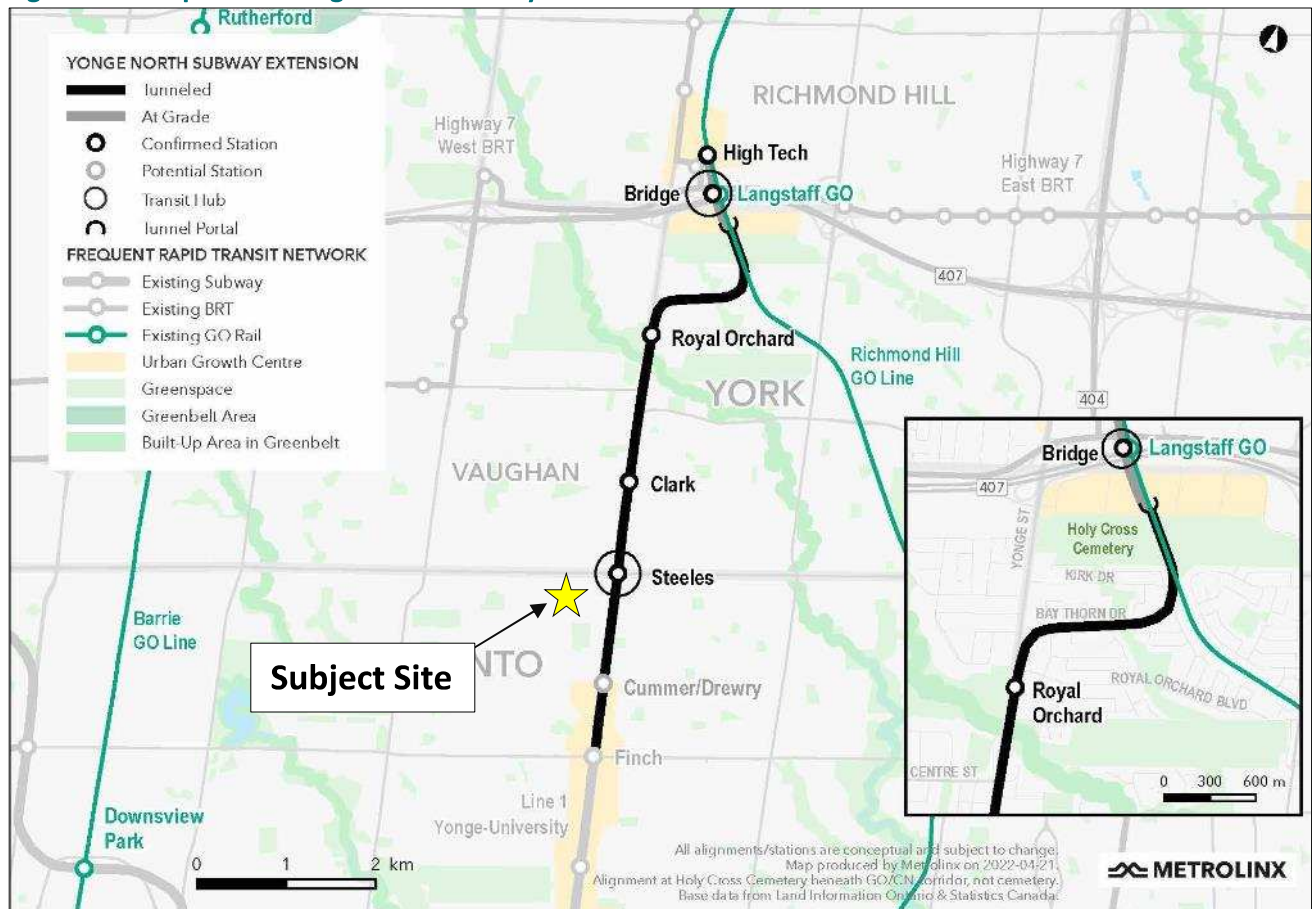 Rutherford
YONGE NORTH SUBWAY EXTENSION
Tunneled
At Grade
Confirmed Station
Potential Station
Transit Hub
Tunnel Portal
FREQUENT RAPID TRANSIT NETWORK
Existing Subway
Existing BRT
Existing GO Rail
Urban Growth Centre
Greenspace
Greenbelt Area
Built-Up Area in Greenbelt
RICHMOND HILL
Highway 7
West BRT
High Tech
Highway 7
East BRT
Bridge
Langstaff GO
407
Royal Orchard
Richmond Hill
GO Line
YORK
404
VAUGHAN
Clark
Steeles
Barrie
GO Line
Subject Site
NTO
Cummer/Drewry
Finch
Line 1
Yonge-University
Downsview
Park
0 1 2 km
Bridge
Langstaff GO
407
YONGE ST
Holy Cross
Cemetery
KIRK DR
BAY THORN DR
ROYAL ORCHARD BLVD
Royal
Orchard
CENTRE ST
0 300 600 m
All alignments/stations are conceptual and subject to change.
Map produced by Metrolinx on 2022-04-21.
Alignment at Holy Cross Cemetery beneath GO/CN corridor, not cemetery.
Base data from Land Information Ontario & Statistics Canada.
METROLINX